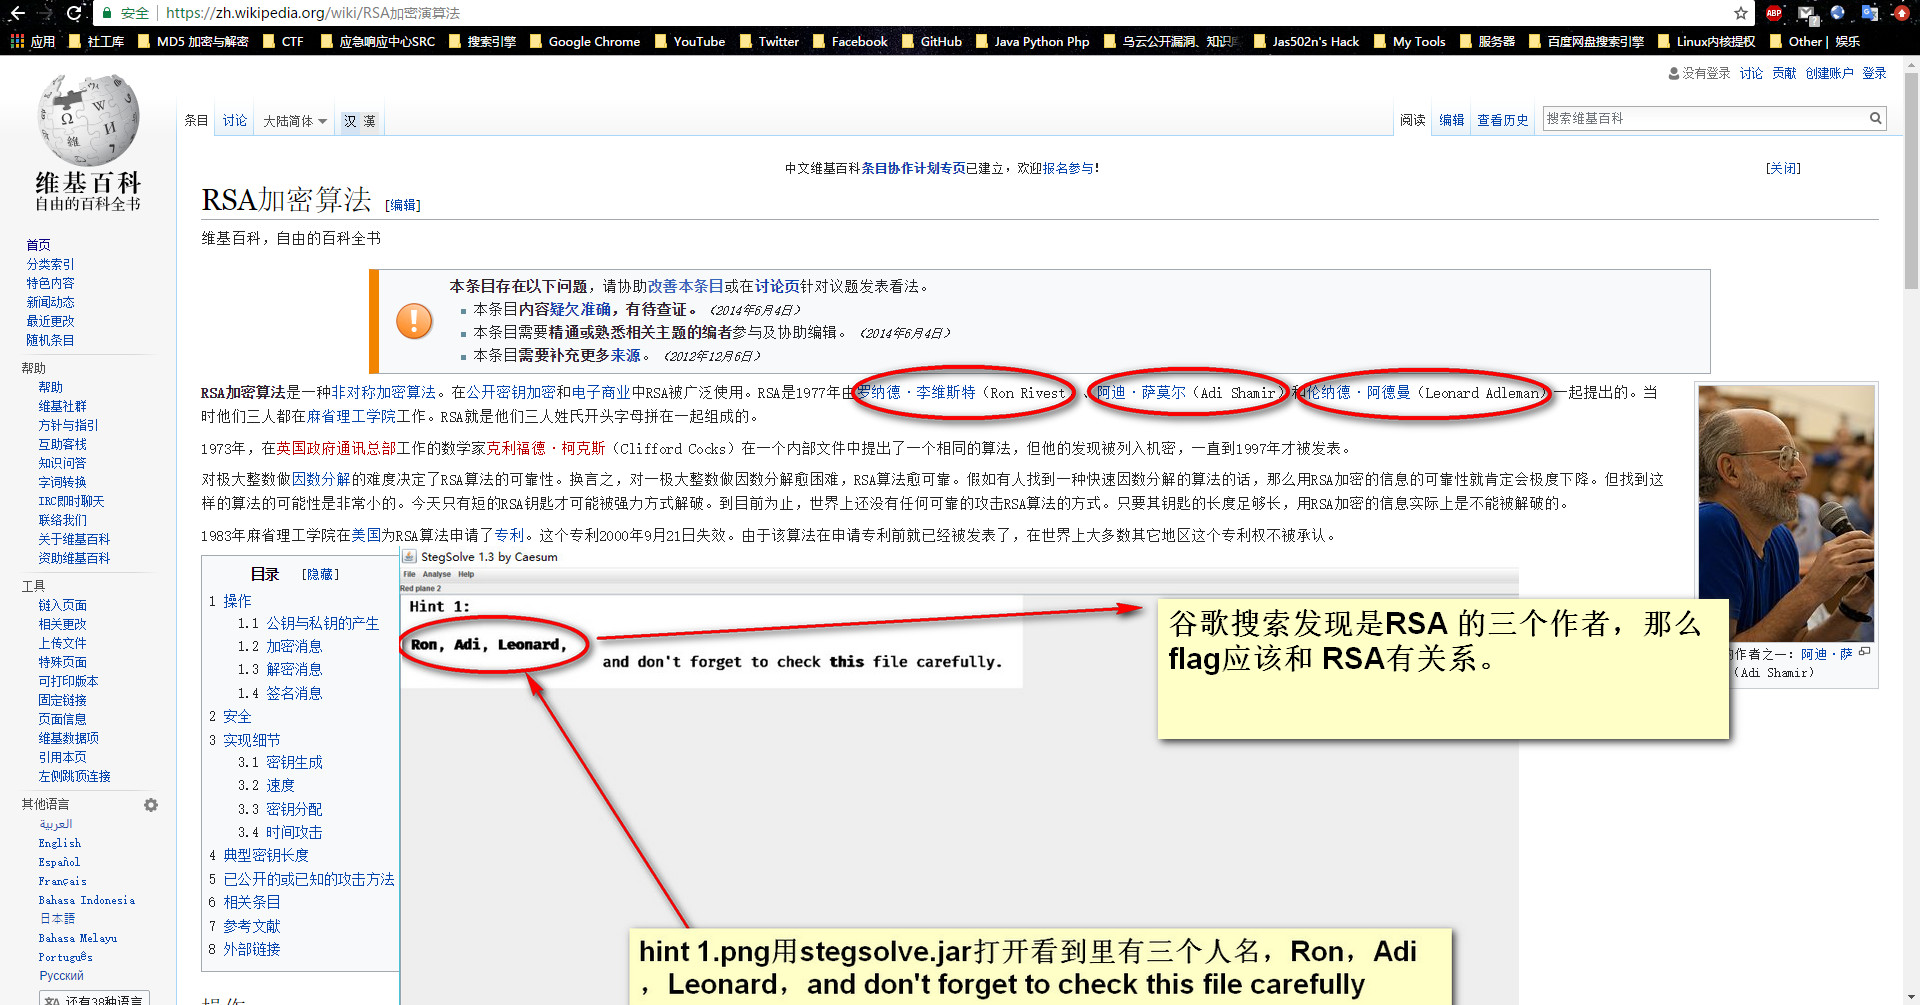 安全 | https://zh.wikipedia.org/wiki/RSA加密演算法
应用 社工库 MD5 加密与解密 CTF 应急响应中心SRC 搜索引擎 Google Chrome YouTube Twitter Facebook GitHub Java Python Php 乌云公开漏洞、知识 Jas502n's Hack My Tools 服务器 百度网盘搜索引擎 Linux内核提权 Other | 娱乐
没有登录 讨论 贡献 创建账户 登录
条目 讨论 大陆简体 汉 漢 阅读 编辑 查看历史 搜索维基百科
维基百科
自由的百科全书
中文维基百科条目协作计划专页已建立，欢迎报名参与！ [关闭]
RSA加密算法 [编辑]
维基百科，自由的百科全书
本条目存在以下问题，请协助改善本条目或在讨论页针对议题发表看法。
本条目内容疑欠准确，有待查证。 （2014年6月4日）
本条目需要精通或熟悉相关主题的编者参与及协助编辑。 （2014年6月4日）
本条目需要补充更多来源。 （2012年12月6日）
RSA加密算法是一种非对称加密算法。在公开密钥加密和电子商业中RSA被广泛使用。RSA是1977年由罗纳德·李维斯特（Ron Rivest）、阿迪·萨莫尔（Adi Shamir）和伦纳德·阿德曼（Leonard Adleman）一起提出的。当
时他们三人都在麻省理工学院工作。RSA就是他们三人姓氏开头字母拼在一起组成的。
1973年，在英国政府通讯总部工作的数学家克利福德·柯克斯（Clifford Cocks）在一个内部文件中提出了一个相同的算法，但他的发现被列入机密，一直到1997年才被发表。
对极大整数做因数分解的难度决定了RSA算法的可靠性。换言之，对一极大整数做因数分解愈困难，RSA算法愈可靠。假如有人找到一种快速因数分解的算法的话，那么用RSA加密的信息的可靠性就肯定会极度下降。但找到这
样的算法的可能性是非常小的。今天只有短的RSA钥匙才可能被强力方式解破。到目前为止，世界上还没有任何可靠的攻击RSA算法的方式。只要其钥匙的长度足够长，用RSA加密的信息实际上是不能被解破的。
1983年麻省理工学院在美国为RSA算法申请了专利。这个专利2000年9月21日失效。由于该算法在申请专利前就已经被发表了，在世界上大多数其它地区这个专利权不被承认。
首页
分类索引
特色内容
新闻动态
最近更改
随机条目
帮助
帮助
维基社群
方针与指引
互助客栈
知识问答
字词转换
IRC即时聊天
联络我们
关于维基百科
资助维基百科
工具
链入页面
相关更改
上传文件
特殊页面
可打印版本
固定链接
页面信息
维基数据项
引用本页
左侧跳顶连接
其他语言
العربية
English
Español
Français
Bahasa Indonesia
日本語
Bahasa Melayu
Português
Русский
还有38种语言
目录 [隐藏]
1 操作
1.1 公钥与私钥的产生
1.2 加密消息
1.3 解密消息
1.4 签名消息
2 安全
3 实现细节
3.1 密钥生成
3.2 速度
3.3 密钥分配
3.4 时间攻击
4 典型密钥长度
5 已公开的或已知的攻击方法
6 相关条目
7 参考文献
8 外部链接
操作
StegSolve 1.3 by Caesum
File Analyse Help
Red plane 2
Hint 1:
Ron, Adi, Leonard,
and don't forget to check this file carefully.
谷歌搜索发现是RSA 的三个作者，那么
flag应该和 RSA有关系。
的作者之一：阿迪·萨
（Adi Shamir）
hint 1.png用stegsolve.jar打开看到里有三个人名，Ron，Adi
，Leonard，and don't forget to check this file carefully